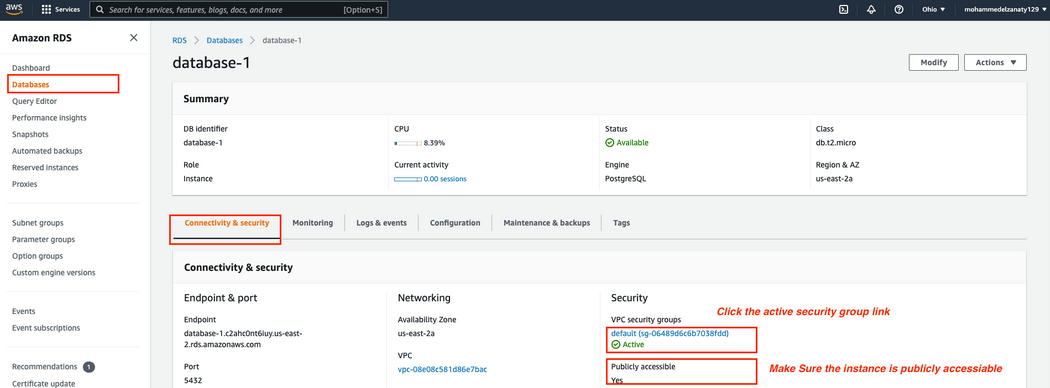 aws
Services
Search for services, features, blogs, docs, and more
[Option+S]
Ohio
mohammedelzanaty129
Amazon RDS
Dashboard
Databases
Query Editor
Performance insights
Snapshots
Automated backups
Reserved instances
Proxies
Subnet groups
Parameter groups
Option groups
Custom engine versions
Events
Event subscriptions
Recommendations 1
Certificate update
RDS
Databases
database-1
database-1
Modify
Actions
Summary
DB identifier
database-1
CPU
8.39%
Status
Available
Class
db.t2.micro
Role
Instance
Current activity
0.00 sessions
Engine
PostgreSQL
Region & AZ
us-east-2a
Connectivity & security
Monitoring
Logs & events
Configuration
Maintenance & backups
Tags
Connectivity & security
Endpoint & port
Endpoint
database-1.c2ahc0nt6iuy.us-east-
2.rds.amazonaws.com
Port
5432
Networking
Availability Zone
us-east-2a
VPC
vpc-08e08c581d86e7bac
Security
VPC security groups
default (sg-06489d6c6b7038fdd)
Active
Publicly accessible
Yes
Click the active security group link
Make Sure the instance is publicly accessiable